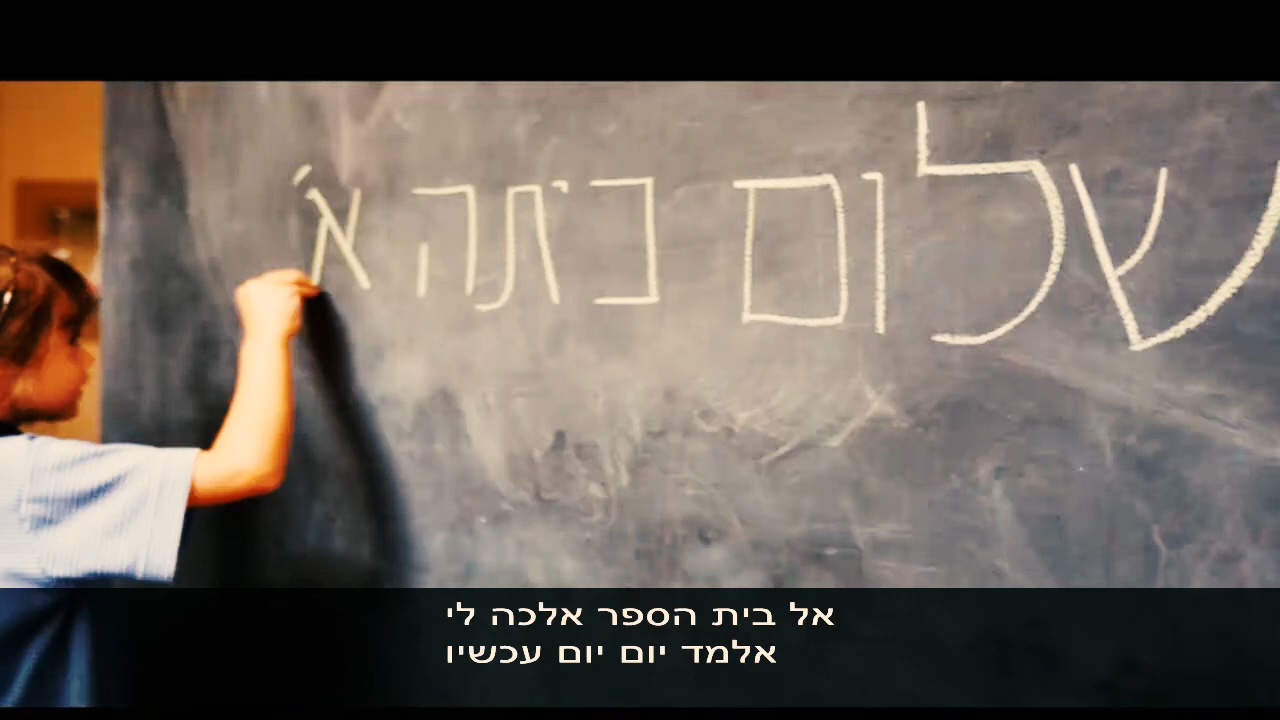 שלום כיתה א'
אל בית הספר אלכה לי
אלמד יום יום עכשיו